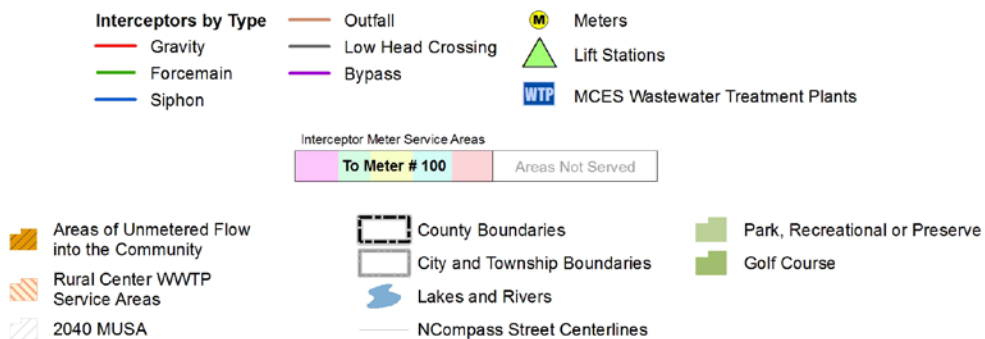 Interceptors by Type
Gravity
Forcemain
Siphon
Outfall
Low Head Crossing
Bypass
M Meters
Lift Stations
WTP MCES Wastewater Treatment Plants
Interceptor Meter Service Areas
To Meter # 100
Areas Not Served
Areas of Unmetered Flow
into the Community
Rural Center WWTP
Service Areas
2040 MUSA
County Boundaries
City and Township Boundaries
Lakes and Rivers
NCompass Street Centerlines
Park, Recreational or Preserve
Golf Course